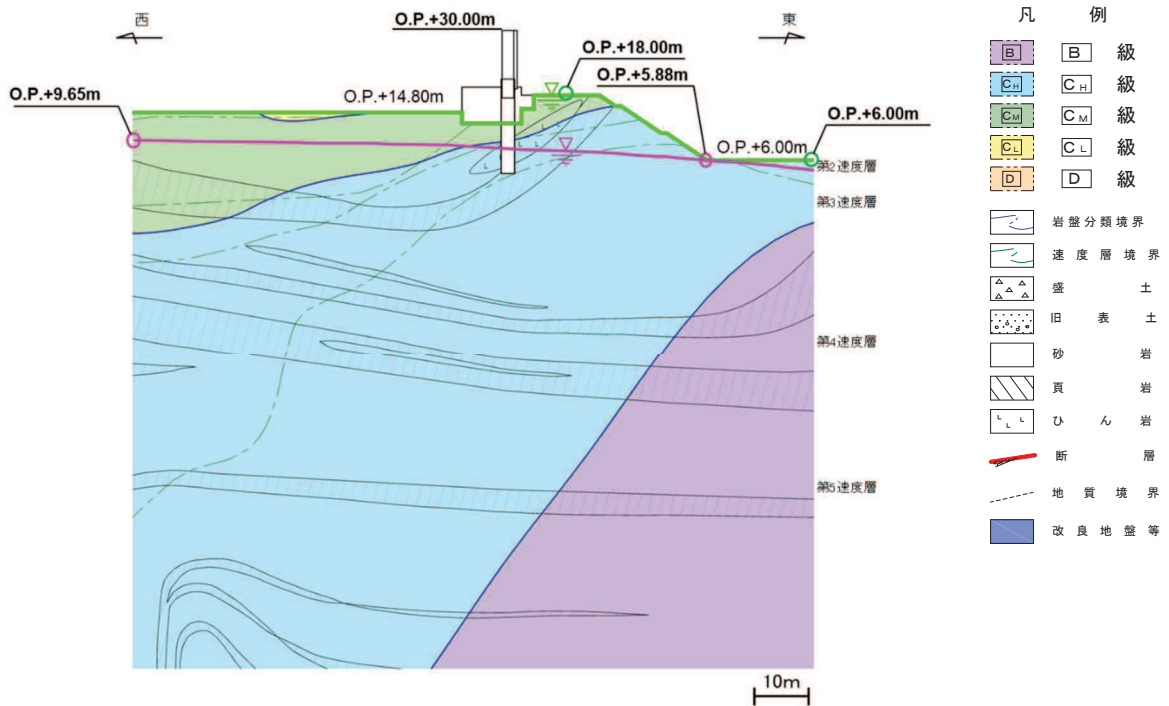 西
東
O.P.+30.00m
O.P.+18.00m
O.P.+5.88m
O.P.+9.65m
O.P.+14.80m
O.P.+6.00m
O.P.+6.00m
第2速度層
第3速度層
第4速度層
第5速度層
10m
凡 例
B B 級
CH CH 級
CM CM 級
CL CL 級
D D 級
岩盤分類境界
速度層境界
盛土
旧表土
砂岩
頁岩
ひん岩
断層
地質境界
改良地盤等